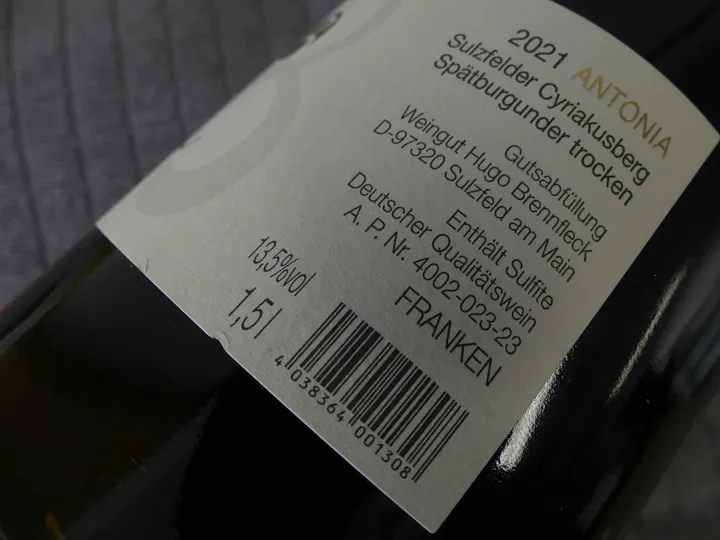 2021 ANTONIA
Sulzfelder Cyriakusberg
Spätburgunder trocken
Gutsabfüllung
Weingut Hugo Brennfleck
D-97320 Sulzfeld am Main
Enthält Sulfite
Deutscher Qualitätswein
A. P. Nr. 4002-023-23
FRANKEN
13,5%vol
1,5 l
4 038364 001308